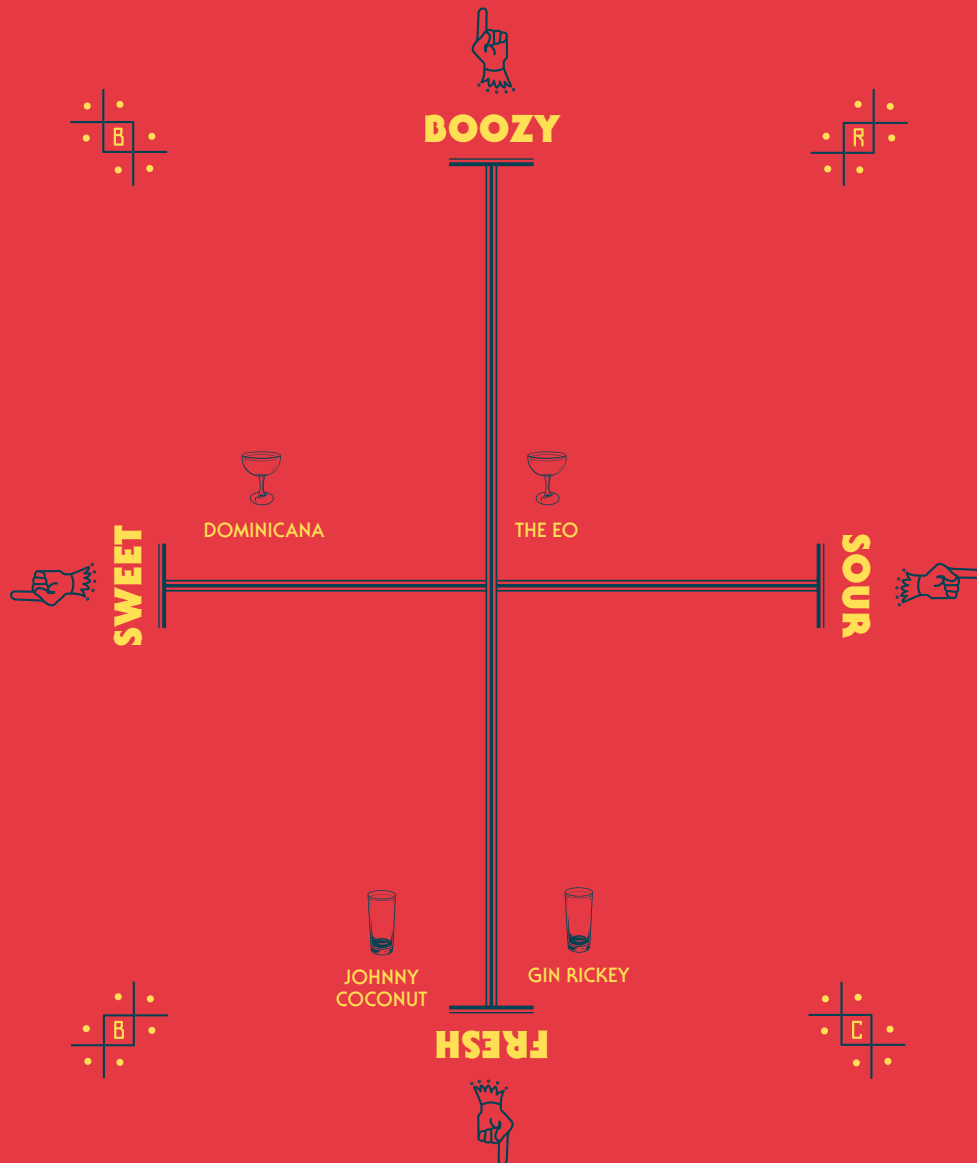 BOOZY
B
R
DOMINICANA
THE EO
SWEET
SOUR
JOHNNY
COCONUT
GIN RICKEY
B
C
FRESH